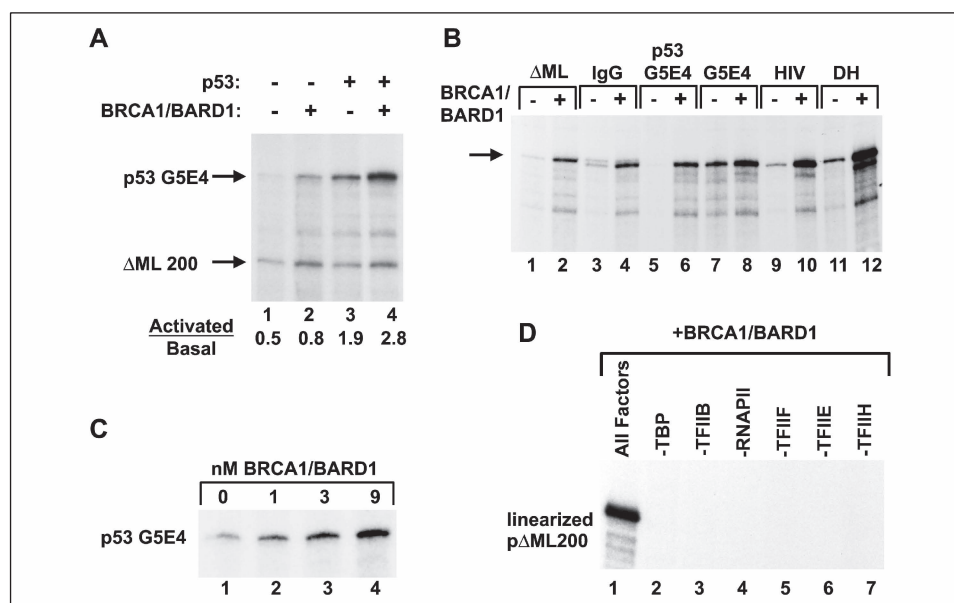 A
p53: - - + +
BRCA1/BARD1: - + - +
p53 G5E4
ΔML 200
1 2 3 4
Activated
Basal
0.5 0.8 1.9 2.8
B
p53
ΔML IgG G5E4 G5E4 HIV DH
BRCA1/
BARD1
- + - + - + - + - + - +
1 2 3 4 5 6 7 8 9 10 11 12
C
nM BRCA1/BARD1
0 1 3 9
p53 G5E4
1 2 3 4
D
+BRCA1/BARD1
All Factors
-TBP
-TFIIB
-RNAPII
-TFIIF
-TFIIE
-TFIIH
linearized
pΔML200
1 2 3 4 5 6 7